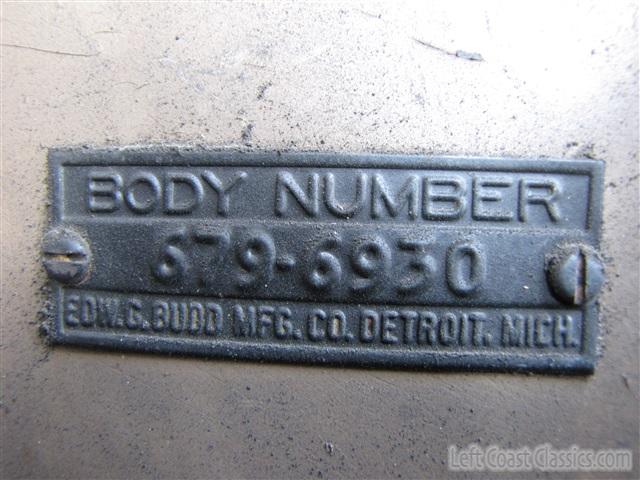 BODY NUMBER
679-6930
EDW. G. BUDD MFG. CO. DETROIT. MICH.
Left Coast Classics.com